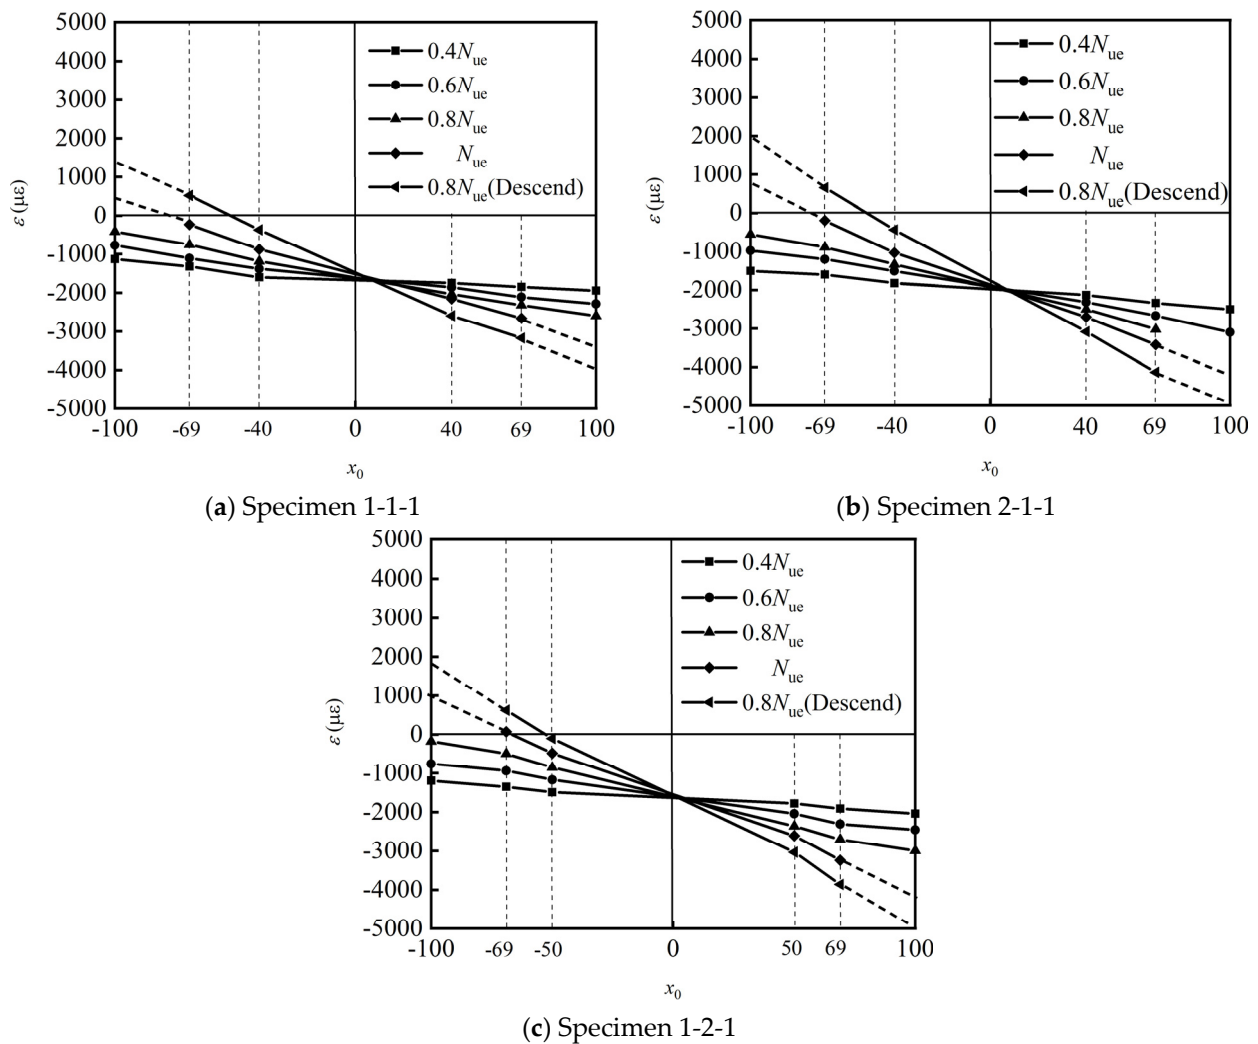 5000
4000
3000
2000
1000
0
-1000
-2000
-3000
-4000
-5000
ε (με)
0.4Nue
0.6Nue
0.8Nue
Nue
0.8Nue(Descend)
-100 -69 -40 0 40 69 100
x0
(a) Specimen 1-1-1
5000
4000
3000
2000
1000
0
-1000
-2000
-3000
-4000
-5000
ε (με)
0.4Nue
0.6Nue
0.8Nue
Nue
0.8Nue(Descend)
-100 -69 -40 0 40 69 100
x0
(b) Specimen 2-1-1
5000
4000
3000
2000
1000
0
-1000
-2000
-3000
-4000
-5000
ε (με)
0.4Nue
0.6Nue
0.8Nue
Nue
0.8Nue(Descend)
-100 -69 -50 0 50 69 100
x0
(c) Specimen 1-2-1